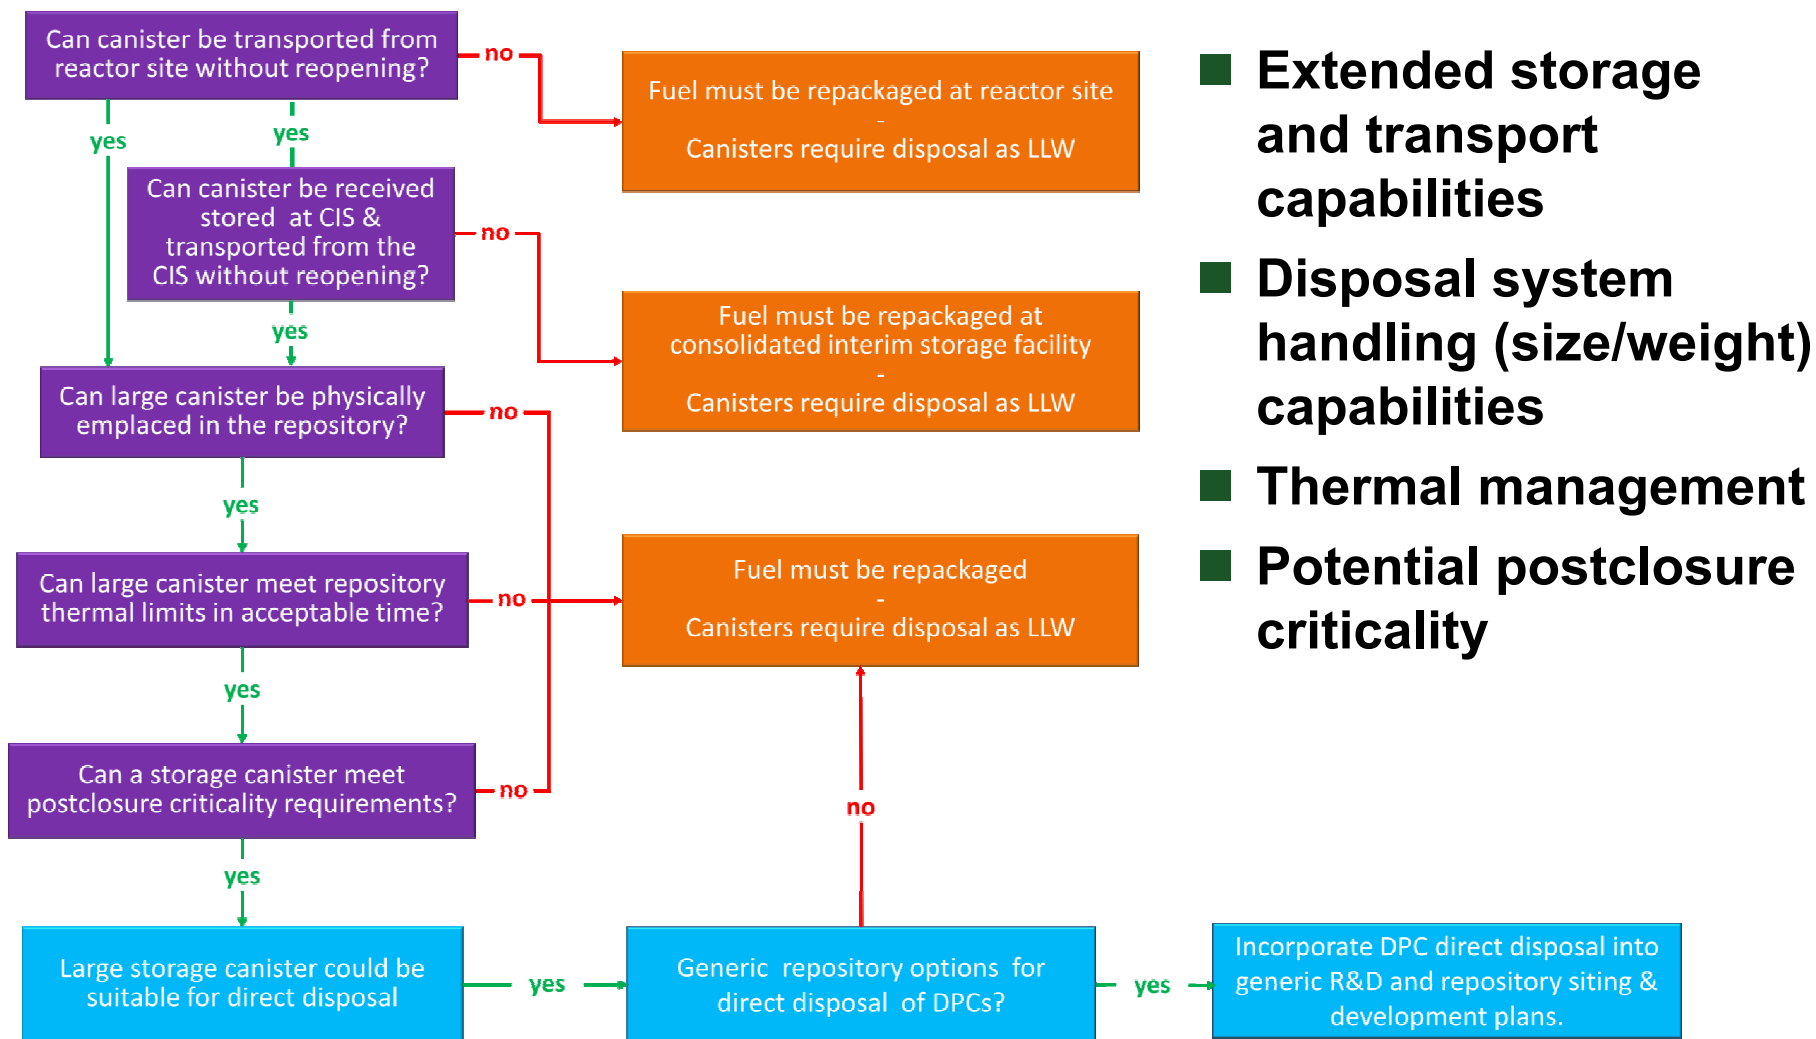 Can canister be transported from
reactor site without reopening?
no
Fuel must be repackaged at reactor site
-
Canisters require disposal as LLW
yes
yes
Can canister be received
stored at CIS &
transported from the
CIS without reopening?
no
Fuel must be repackaged at
consolidated interim storage facility
-
Canisters require disposal as LLW
yes
Can large canister be physically
emplaced in the repository?
no
yes
Can large canister meet repository
thermal limits in acceptable time?
no
Fuel must be repackaged
-
Canisters require disposal as LLW
yes
Can a storage canister meet
postclosure criticality requirements?
no
no
yes
Large storage canister could be
suitable for direct disposal
yes
Generic repository options for
direct disposal of DPCs?
yes
Incorporate DPC direct disposal into
generic R&D and repository siting &
development plans.
Extended storage
and transport
capabilities
Disposal system
handling (size/weight)
capabilities
Thermal management
Potential postclosure
criticality